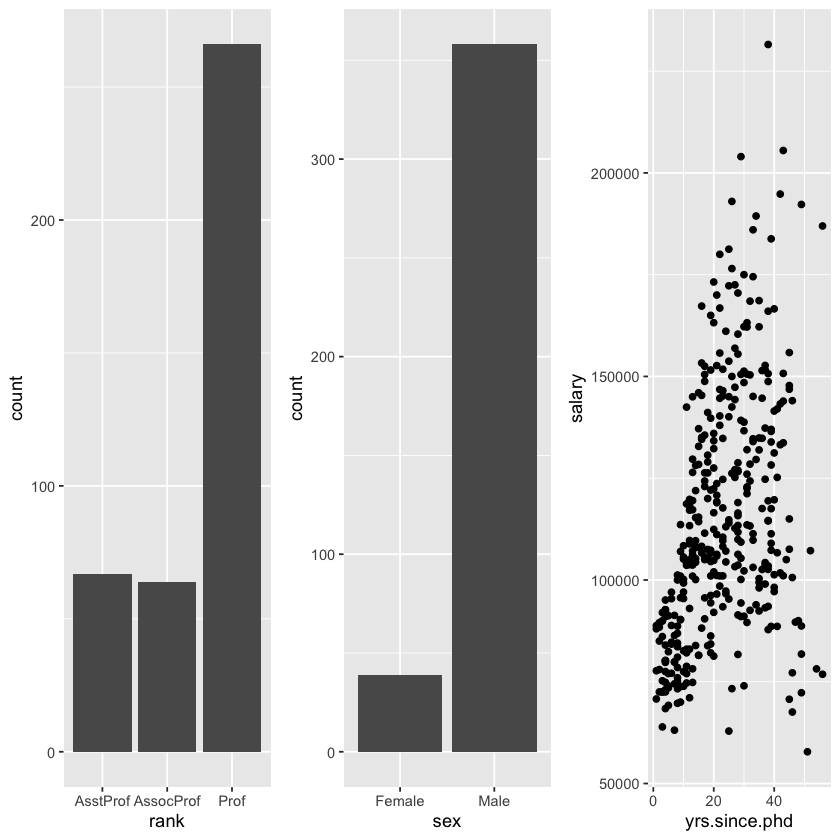 count
200
100
0
AsstProf AssocProf Prof
rank
count
300
200
100
0
Female Male
sex
salary
200000
150000
100000
50000
0 20 40
yrs.since.phd